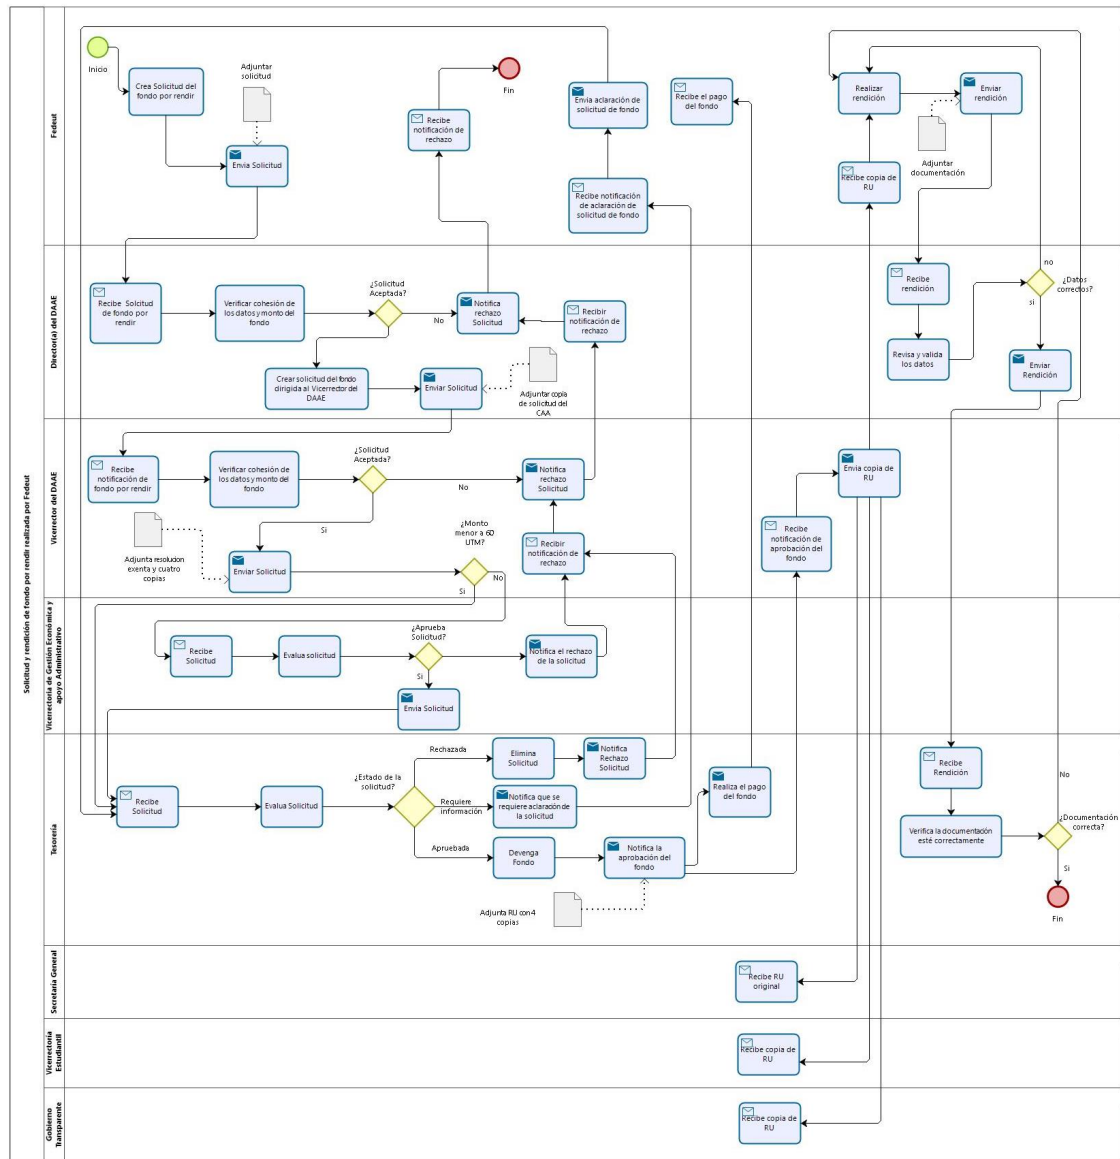 Solicitud y rendición de fondo por rendir realizada por Fedeut
Fedeut
Inicio
Crea Solicitud del
fondo por rendir
Adjuntar
solicitud
Envia Solicitud
Recibe
notificación de
rechazo
Fin
Envia aclaración de
solicitud de fondo
Recibe notificación
de aclaración de
solicitud de fondo
Recibe el pago
del fondo
Realizar
rendición
Enviar
rendición
Adjuntar
documentación
Recibe copia de
RU
Director(a) del DAAE
Recibe Solcitud
de fondo por
rendir
Verificar cohesión de
los datos y monto del
fondo
¿Solicitud
Aceptada?
No
Notifica
rechazo
Solicitud
Recibir
notificación de
rechazo
Crear solicitud del fondo
dirigida al Vicerrector del
DAAE
Enviar Solicitud
Adjuntar copia
de solicitud del
CAA
Recibe
rendición
Revisa y valida
los datos
no
¿Datos
correctos?
si
Enviar
Rendición
Vicerrector del DAAE
Recibe
notificación de
fondo por rendir
Verificar cohesión de
los datos y monto del
fondo
¿Solicitud
Aceptada?
No
Si
Notifica
rechazo
Solicitud
Adjunta resolucion
exenta y cuatro
copias
Enviar Solicitud
¿Monto
menor a 60
UTM?
No
Si
Recibir
notificación de
rechazo
Envia copia de
RU
Recibe
notificación de
aprobación del
fondo
Vicerrectoría de Gestión Económica y
apoyo Administrativo
Recibe
Solicitud
Evalua solicitud
¿Aprueba
Solicitud?
Si
Notifica el rechazo
de la solicitud
Envia Solicitud
Tesorería
Recibe
Solicitud
Evalua Solicitud
¿Estado de la
solicitud?
Rechazada
Elimina
Solicitud
Notifica
Rechazo
Solicitud
Requiere
información
Notifica que se
requiere aclaración de
la solicitud
Apruebada
Devenga
Fondo
Notifica la
aprobación del
fondo
Adjunta RU con 4
copias
Realiza el pago
del fondo
Recibe
Rendición
Verifica la documentación
esté correctamente
No
¿Documentación
correcta?
Si
Fin
Secretaría General
Recibe RU
original
Vicerrectoría
Estudiantil
Recibe copia de
RU
Gobierno
Transparente
Recibe copia de
RU